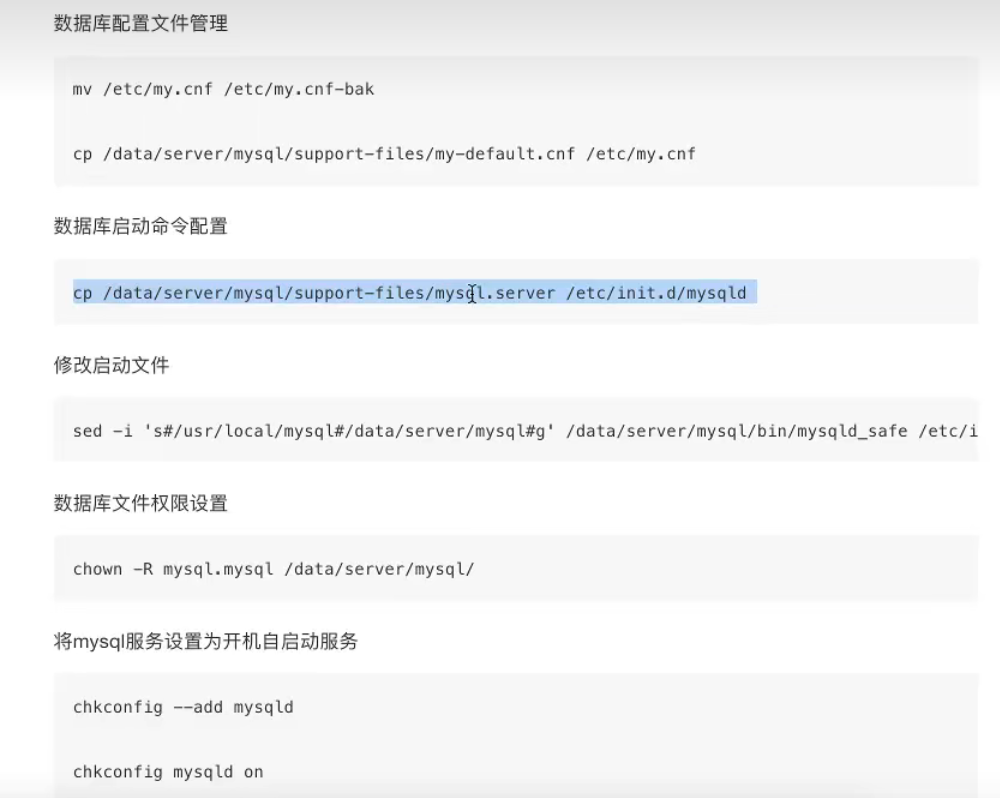 数据库配置文件管理
mv /etc/my.cnf /etc/my.cnf-bak
cp /data/server/mysql/support-files/my-default.cnf /etc/my.cnf
数据库启动命令配置
cp /data/server/mysql/support-files/mysql.server /etc/init.d/mysqld
修改启动文件
sed -i 's#/usr/local/mysql#/data/server/mysql#g' /data/server/mysql/bin/mysqld_safe /etc/i
数据库文件权限设置
chown -R mysql.mysql /data/server/mysql/
将mysql服务设置为开机自启动服务
chkconfig --add mysqld
chkconfig mysqld on